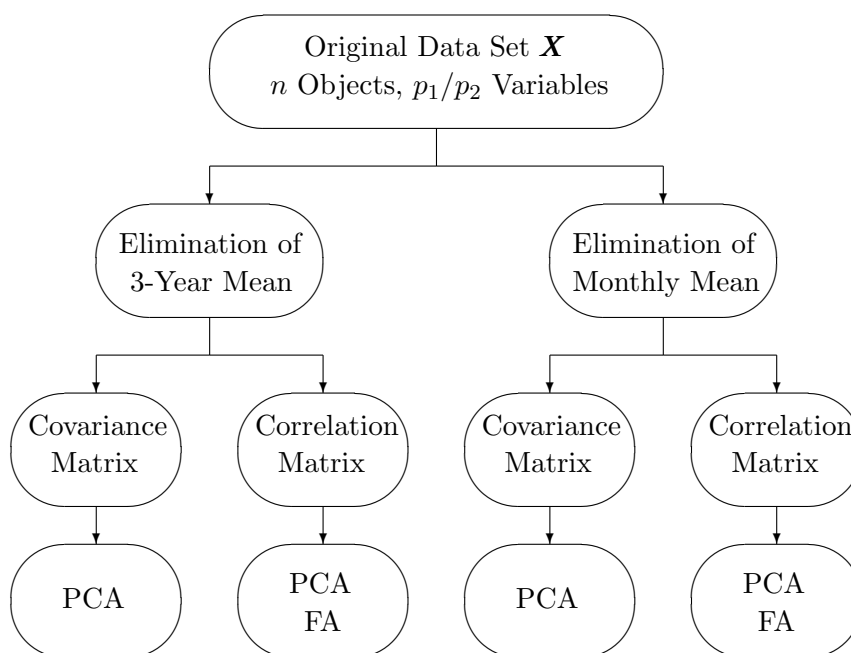 Original Data Set X
n Objects, p₁/p₂ Variables
Elimination of
3-Year Mean
Elimination of
Monthly Mean
Covariance
Matrix
Correlation
Matrix
Covariance
Matrix
Correlation
Matrix
PCA
PCA
FA
PCA
PCA
FA